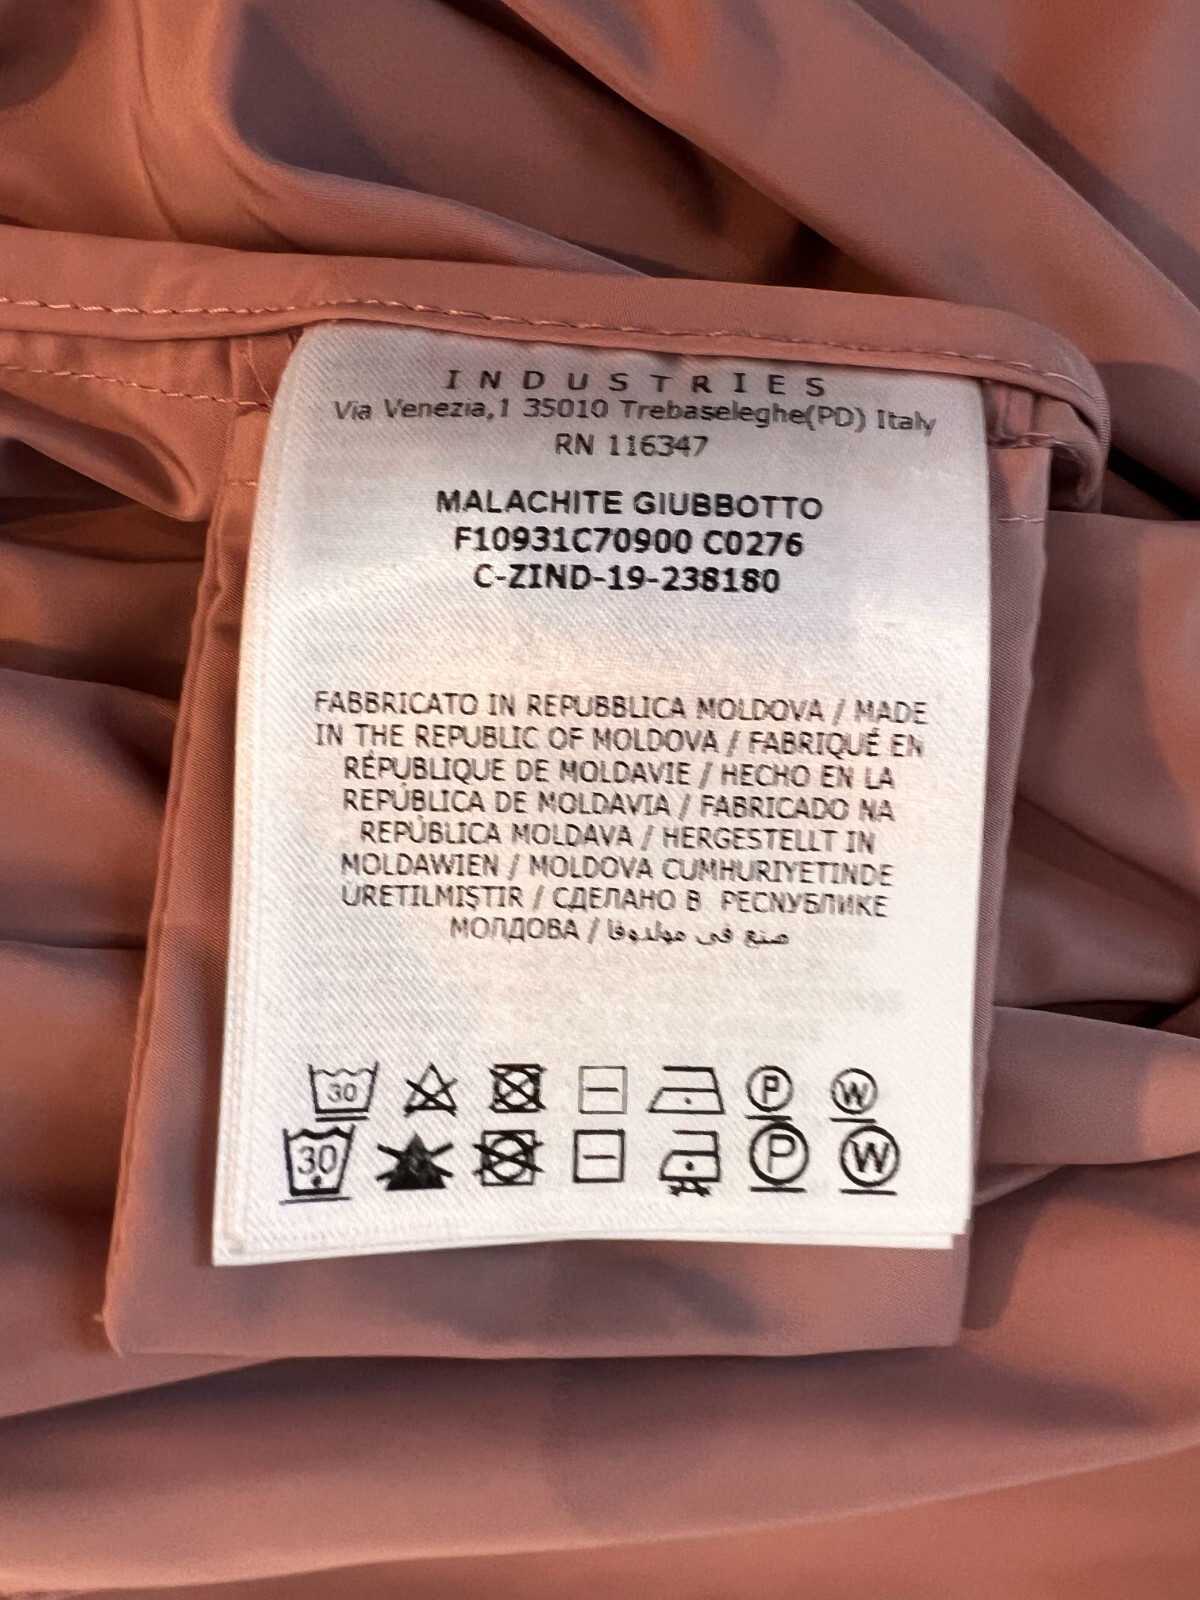 INDUSTRIES
Via Venezia,1 35010 Trebaseleghe(PD) Italy
RN 116347
MALACHITE GIUBBOTTO
F10931C70900 C0276
C-ZIND-19-238180
FABBRICATO IN REPUBBLICA MOLDOVA / MADE
IN THE REPUBLIC OF MOLDOVA / FABRIQUÉ EN
RÉPUBLIQUE DE MOLDAVIE / HECHO EN LA
REPÚBLICA DE MOLDAVIA / FABRICADO NA
REPÚBLICA MOLDAVA / HERGESTELLT IN
MOLDAWIEN / MOLDOVA CUMHURIYETINDE
ÜRETILMIŞTIR / СДЕЛАНО В РЕСПУБЛИКЕ
МОЛДОВА / صنع في مولدوفا
30 P W
30 P W